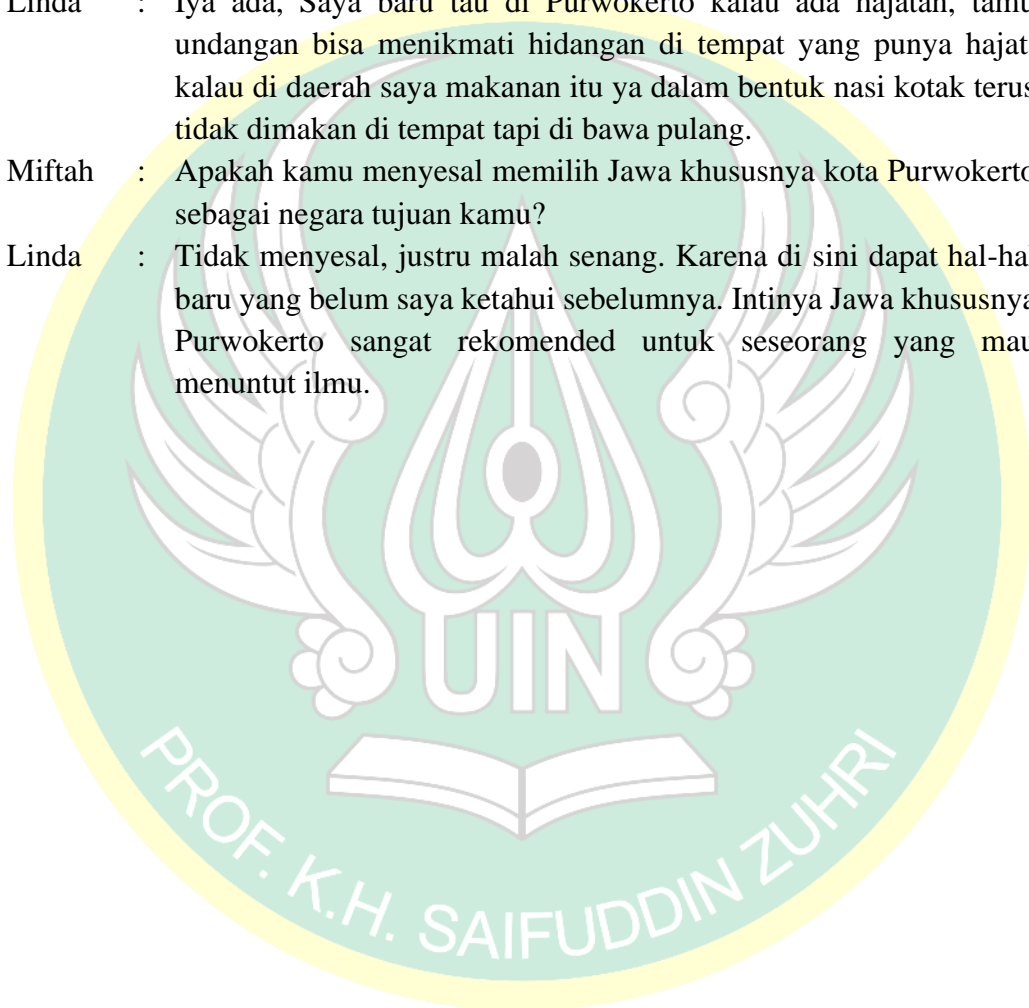 Linda : Iya ada, Saya baru tau di Purwokerto kalau ada hajatan, tamu
undangan bisa menikmati hidangan di tempat yang punya hajat
kalau di daerah saya makanan itu ya dalam bentuk nasi kotak terus
tidak dimakan di tempat tapi di bawa pulang.
Miftah : Apakah kamu menyesal memilih Jawa khususnya kota Purwokerto
sebagai negara tujuan kamu?
Linda : Tidak menyesal, justru malah senang. Karena di sini dapat hal-hal
baru yang belum saya ketahui sebelumnya. Intinya Jawa khususnya
Purwokerto sangat rekomended untuk seseorang yang mau
menuntut ilmu.
UIN
PROF. K.H. SAIFUDDIN ZUHRI